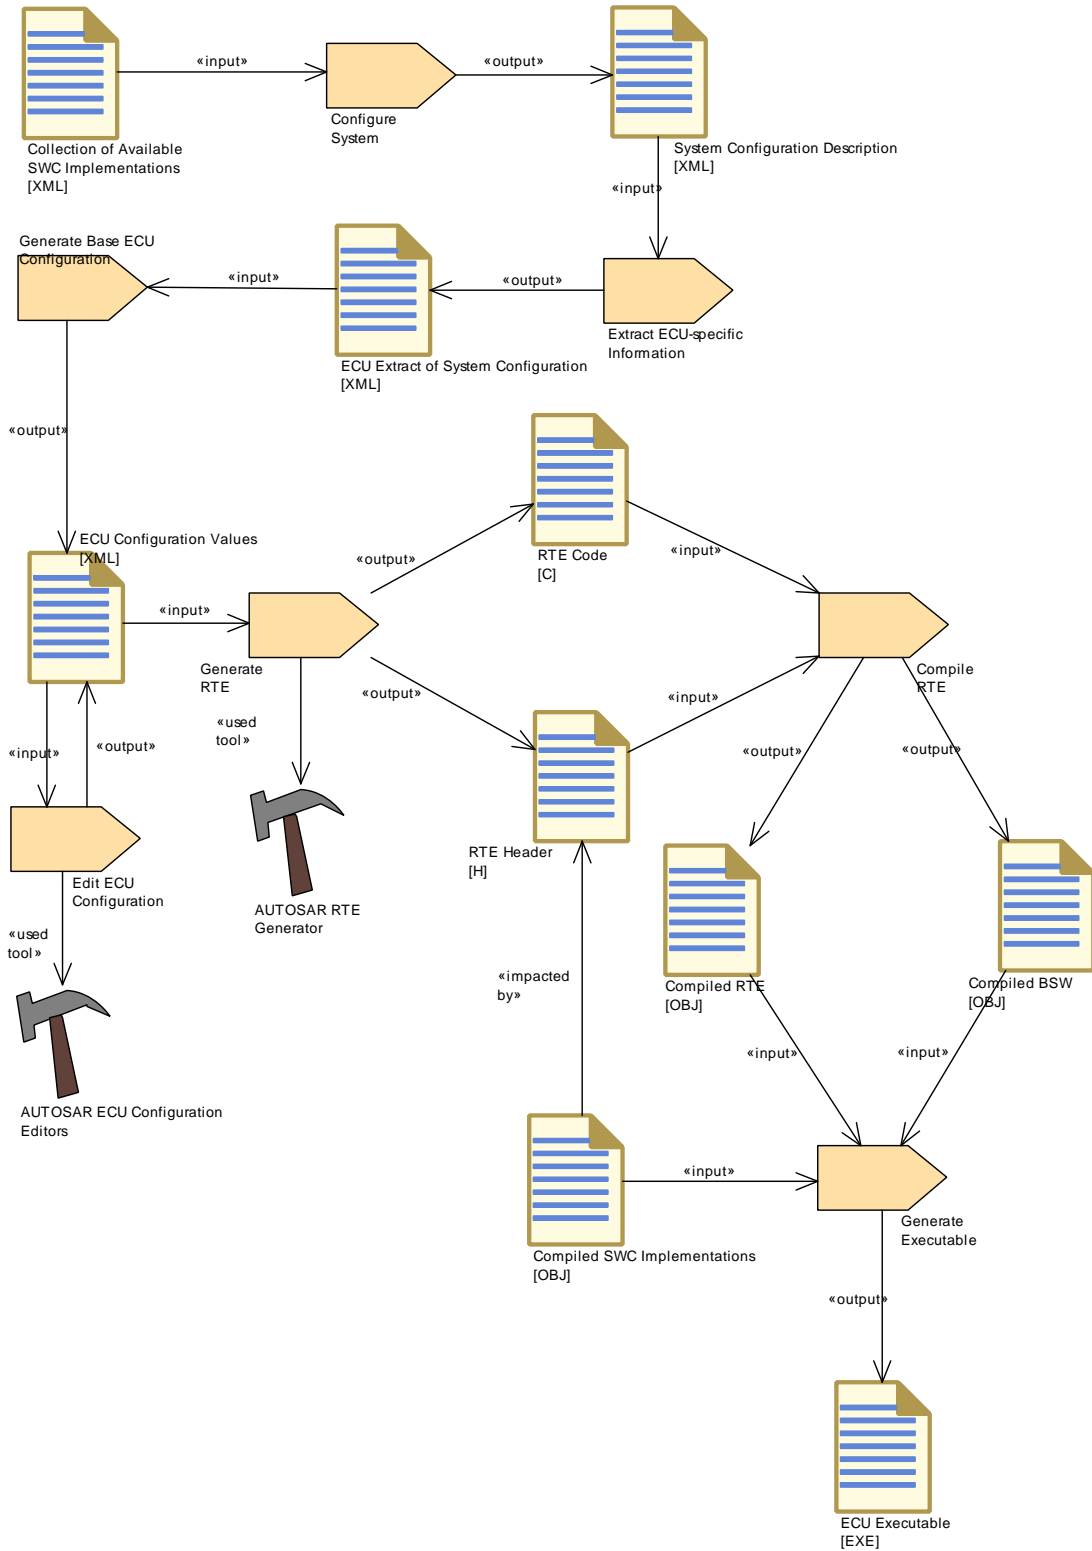 «input»
«output»
Configure
System
Collection of Available
SWC Implementations
[XML]
System Configuration Description
[XML]
«input»
Generate Base ECU
Configuration
«input»
«output»
Extract ECU-specific
Information
ECU Extract of System Configuration
[XML]
«output»
ECU Configuration Values
[XML]
«output»
RTE Code
[C]
«input»
«input»
Generate
RTE
«output»
«input»
Compile
RTE
«used
tool»
«input»
«output»
«output»
«output»
RTE Header
[H]
Edit ECU
Configuration
AUTOSAR RTE
Generator
«used
tool»
«impacted
by»
Compiled RTE
[OBJ]
Compiled BSW
[OBJ]
«input»
«input»
AUTOSAR ECU Configuration
Editors
«input»
Generate
Executable
Compiled SWC Implementations
[OBJ]
«output»
ECU Executable
[EXE]